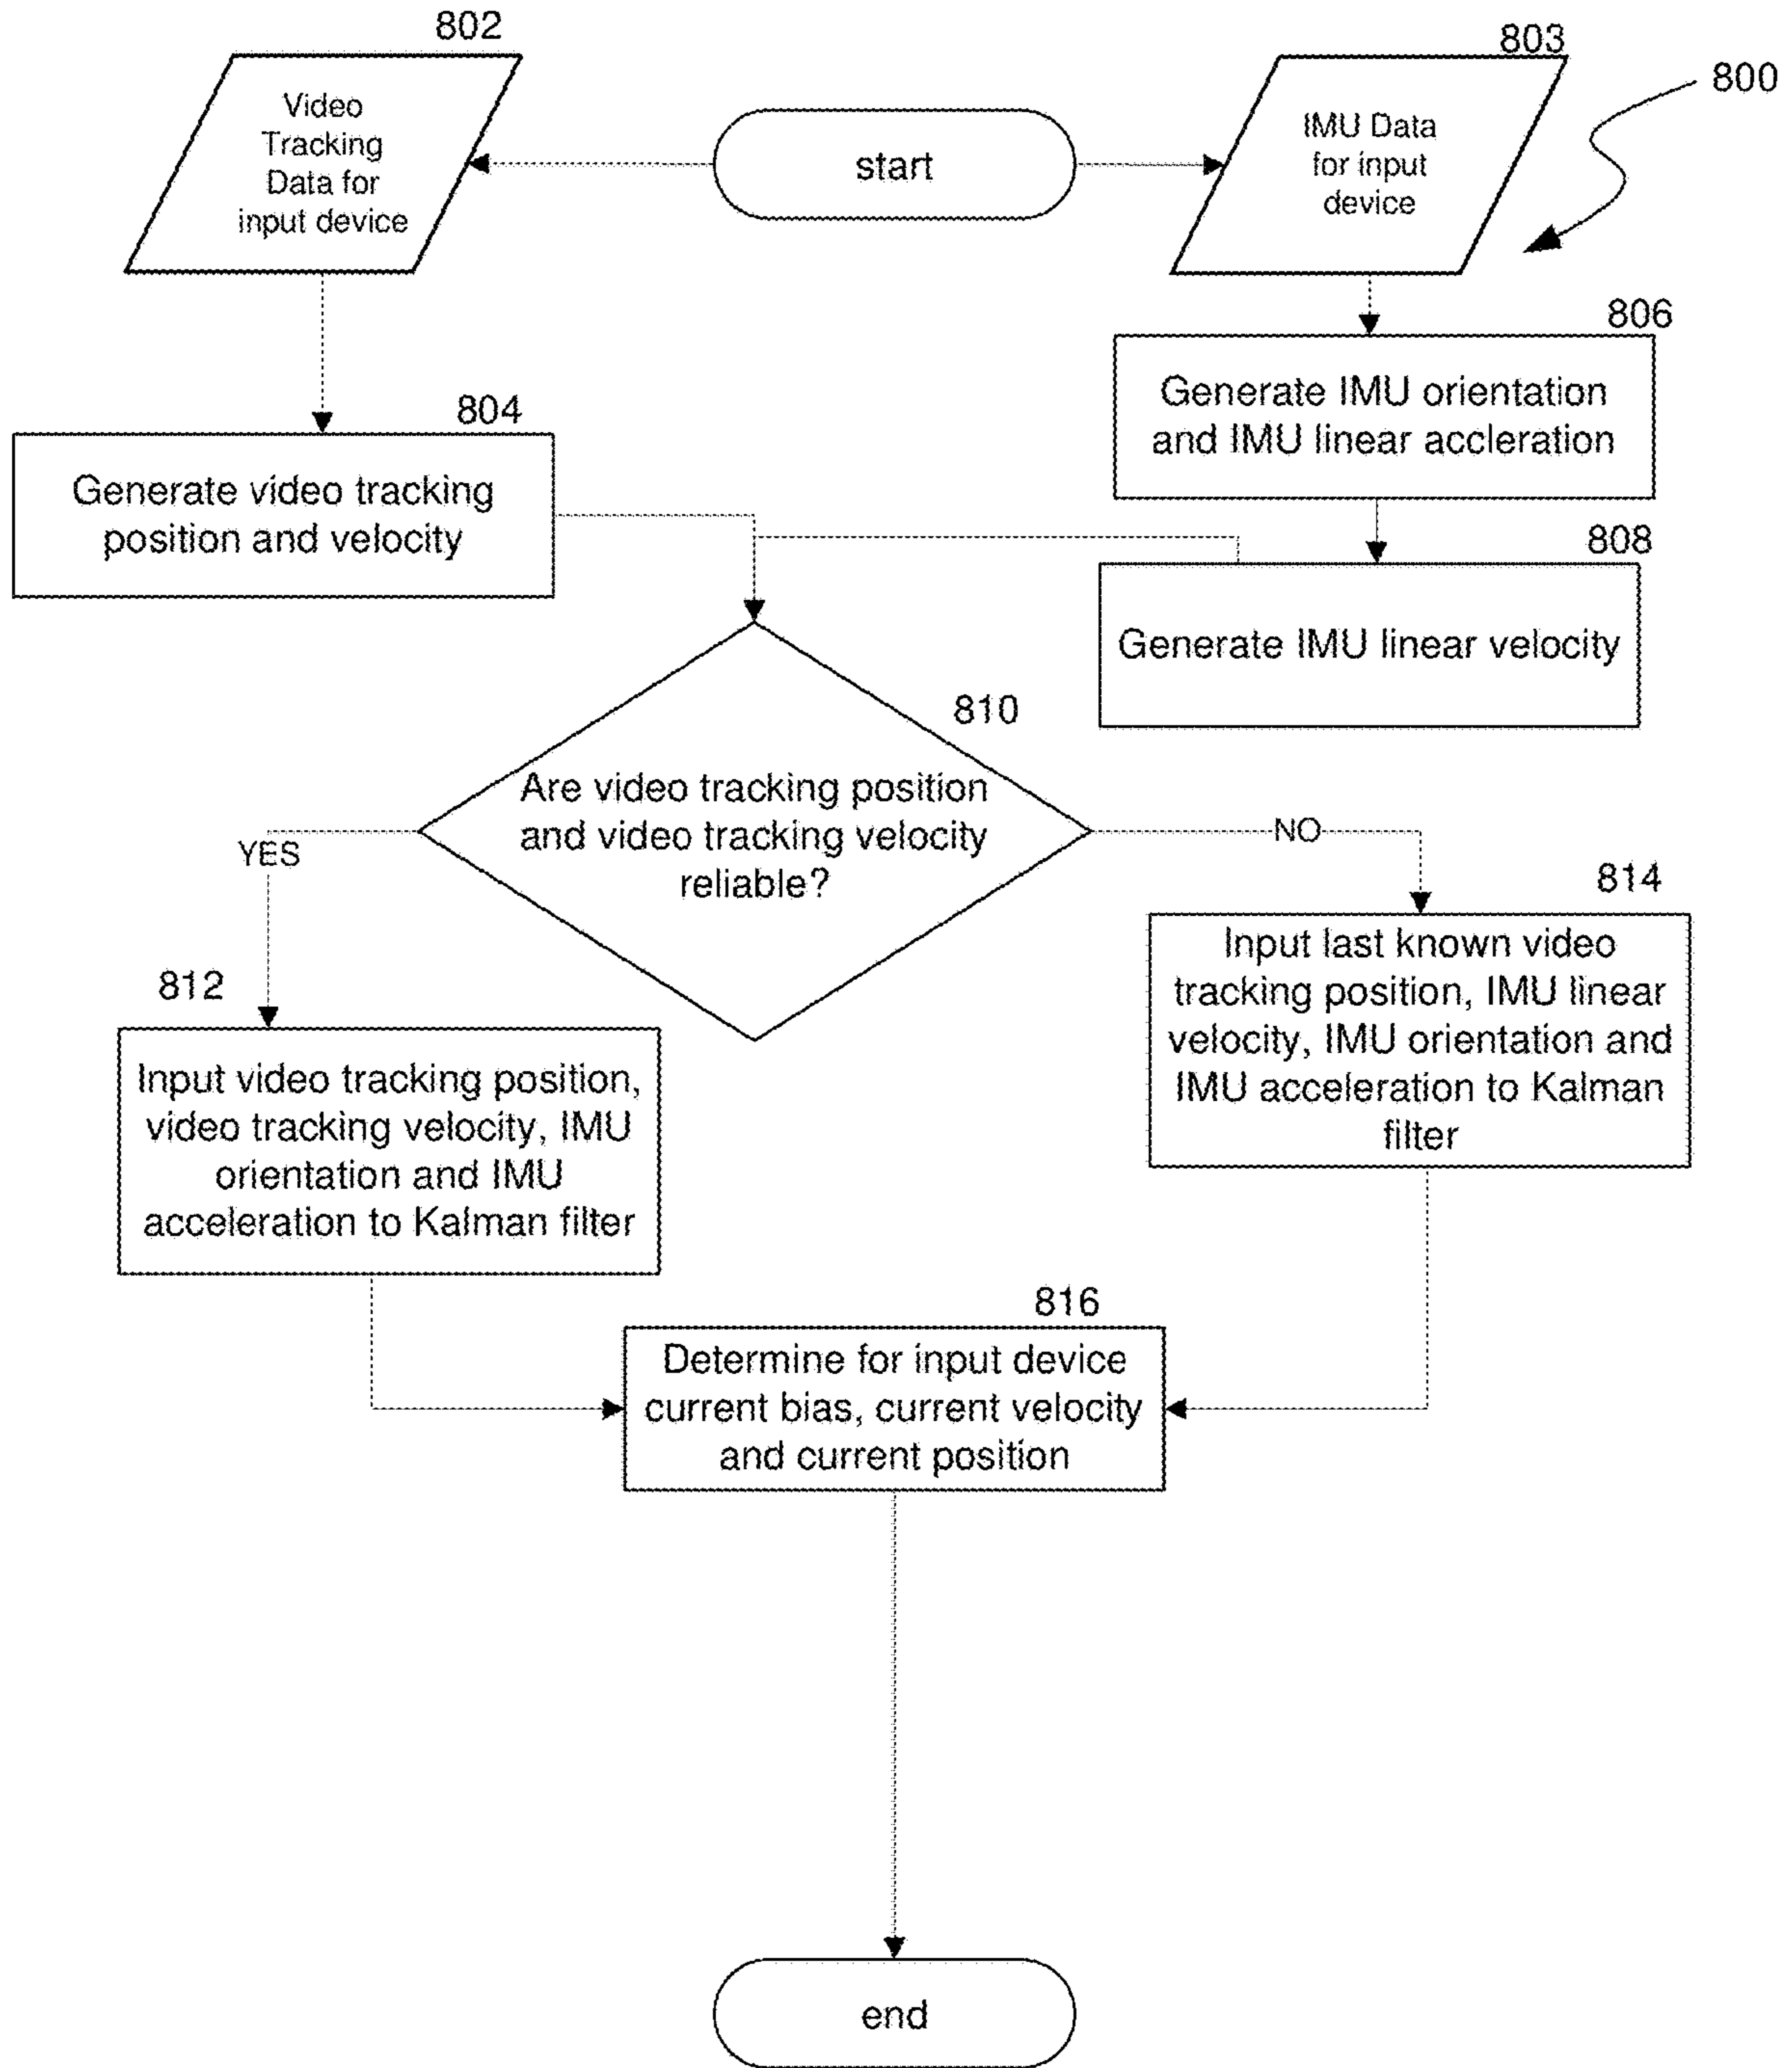 802
Video
Tracking
Data for
input device
start
803
IMU Data
for input
device
800
806
Generate IMU orientation
and IMU linear accleration
804
Generate video tracking
position and velocity
808
Generate IMU linear velocity
810
Are video tracking position
and video tracking velocity
reliable?
YES
NO
814
Input last known video
tracking position, IMU linear
velocity, IMU orientation and
IMU acceleration to Kalman
filter
812
Input video tracking position,
video tracking velocity, IMU
orientation and IMU
acceleration to Kalman filter
816
Determine for input device
current bias, current velocity
and current position
end